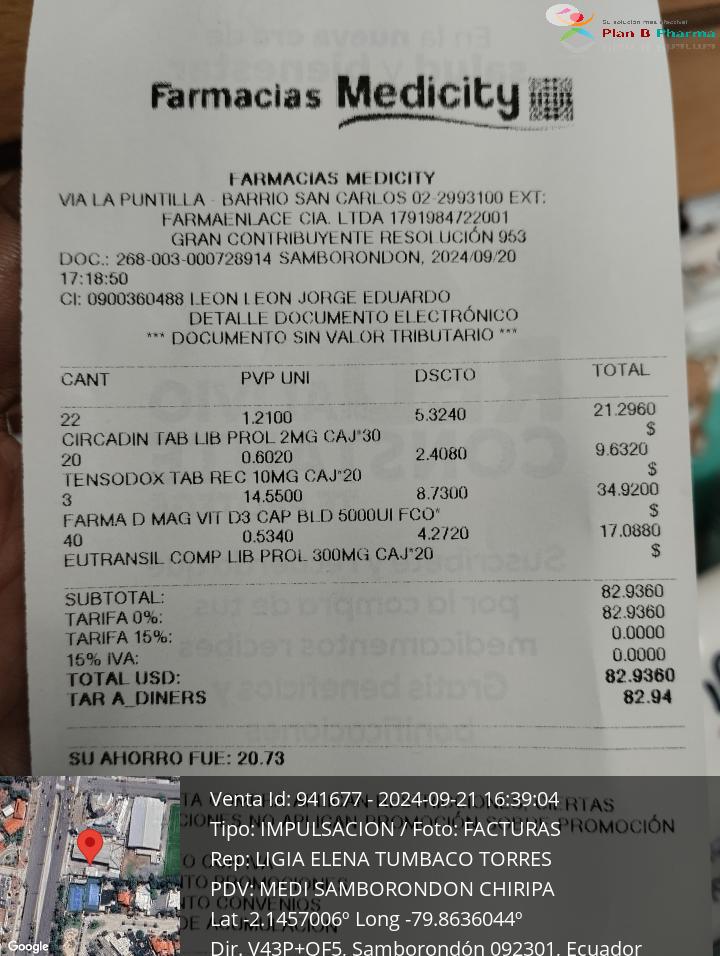 Su solución más efectiva!
Plan B Pharma
Farmacias Medicity
FARMACIAS MEDICITY
VIA LA PUNTILLA - BARRIO SAN CARLOS 02-2993100 EXT:
FARMAENLACE CIA. LTDA 1791984722001
GRAN CONTRIBUYENTE RESOLUCIÓN 953
DOC.: 268-003-000728914 SAMBORONDON, 2024/09/20
17:18:50
CI: 0900360488 LEON LEON JORGE EDUARDO
DETALLE DOCUMENTO ELECTRÓNICO
*** DOCUMENTO SIN VALOR TRIBUTARIO ***
CANT PVP UNI DSCTO TOTAL
22 1.2100 5.3240 21.2960
CIRCADIN TAB LIB PROL 2MG CAJ*30 $
20 0.6020 2.4080 9.6320
TENSODOX TAB REC 10MG CAJ*20 $
3 14.5500 8.7300 34.9200
FARMA D MAG VIT D3 CAP BLD 5000UI FCO* $
40 0.5340 4.2720 17.0880
EUTRANSIL COMP LIB PROL 300MG CAJ*20 $
SUBTOTAL: 82.9360
TARIFA 0%: 82.9360
TARIFA 15%: 0.0000
15% IVA: 0.0000
TOTAL USD: 82.9360
TAR A_DINERS 82.94
SU AHORRO FUE: 20.73
Venta Id: 941677 - 2024-09-21 16:39:04
Tipo: IMPULSACION / Foto: FACTURAS
Rep: LIGIA ELENA TUMBACO TORRES
PDV: MEDI SAMBORONDON CHIRIPA
Lat -2.1457006º Long -79.8636044º
Dir. V43P+QF5, Samborondón 092301, Ecuador
Google